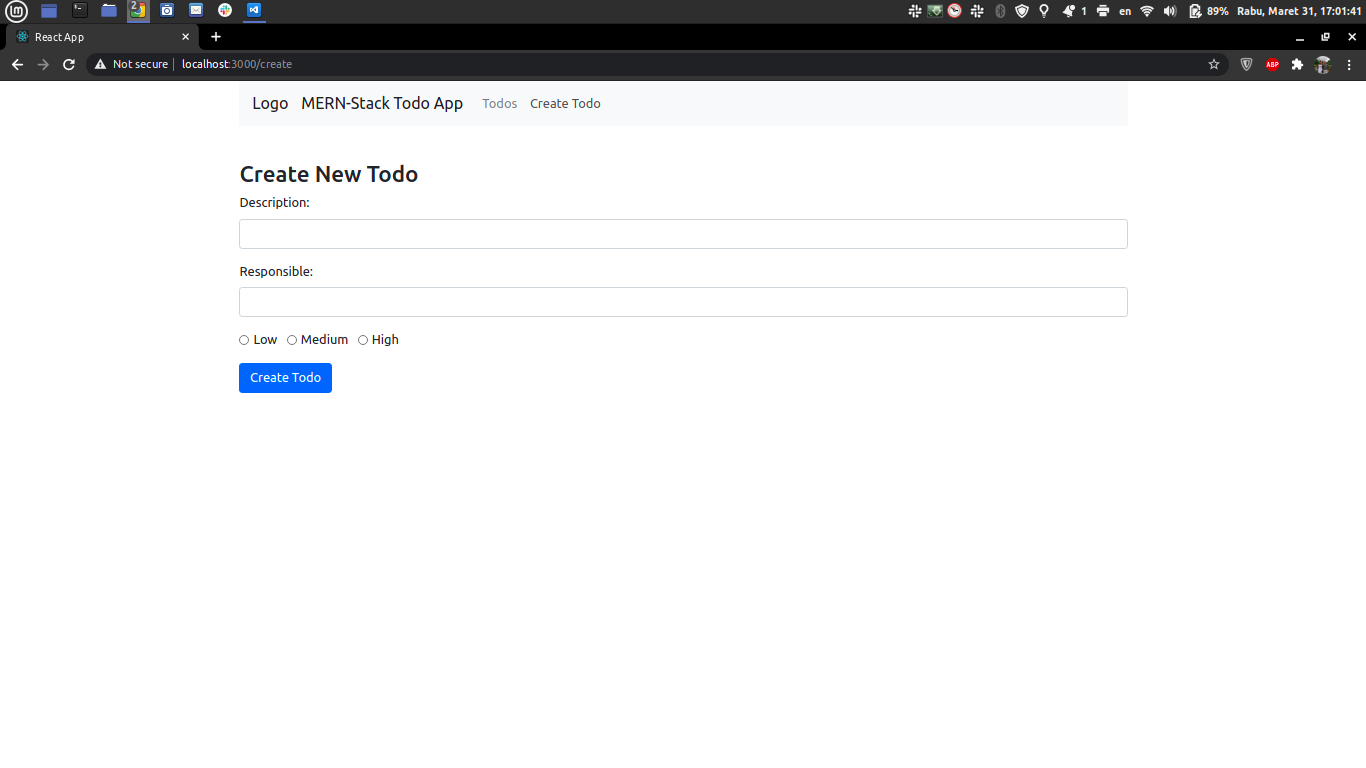 2
1 en 89% Rabu, Maret 31, 17:01:41
React App
Not secure localhost:3000/create ABP
Logo MERN-Stack Todo App Todos Create Todo
Create New Todo
Description:
Responsible:
Low Medium High
Create Todo